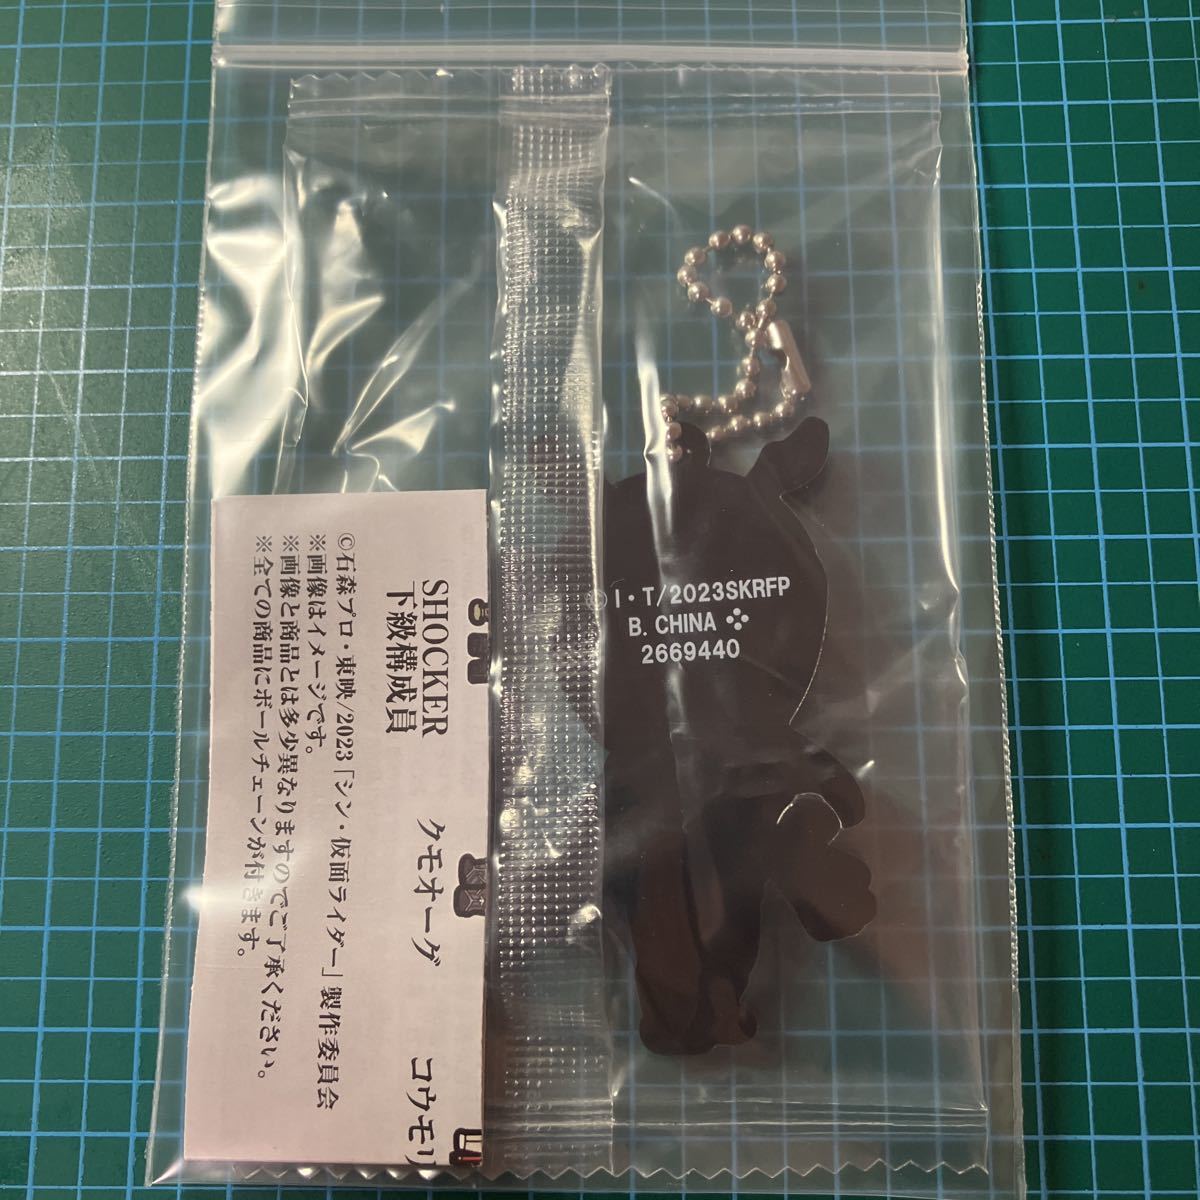 SHOCKER
下級構成員
クモオーグ
コウモリ
©石森プロ・東映/2023「シン・仮面ライダー」製作委員会
※画像はイメージです。
※画像と商品とは多少異なりますのでご了承ください。
※全ての商品にボールチェーンが付きます。
©I・T/2023SKRFP
B. CHINA
2669440